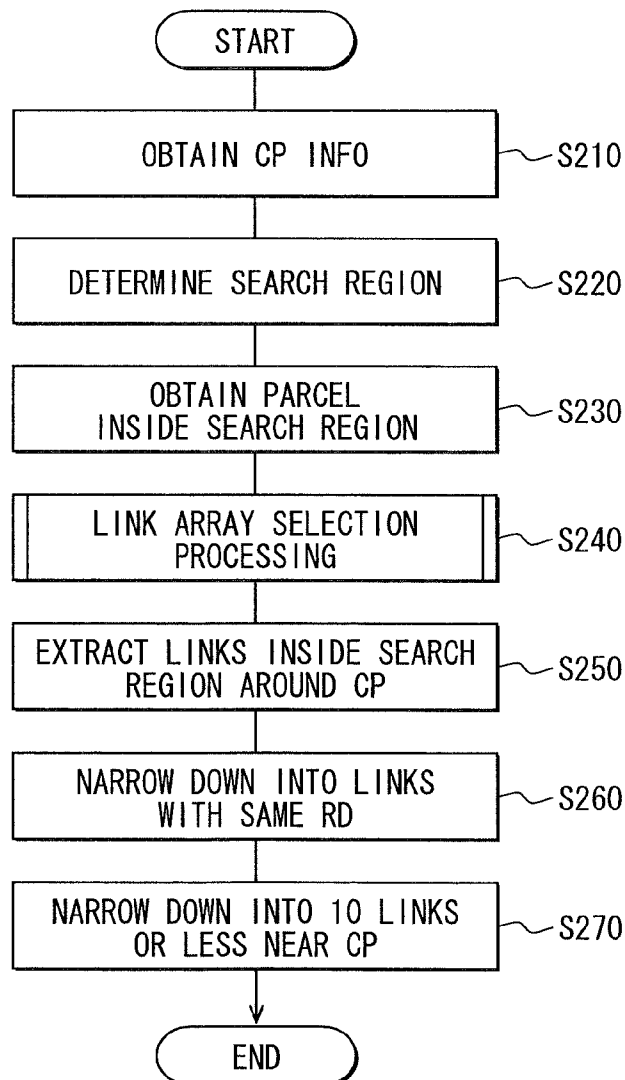 START
OBTAIN CP INFO
S210
DETERMINE SEARCH REGION
S220
OBTAIN PARCEL
INSIDE SEARCH REGION
S230
LINK ARRAY SELECTION
PROCESSING
S240
EXTRACT LINKS INSIDE SEARCH
REGION AROUND CP
S250
NARROW DOWN INTO LINKS
WITH SAME RD
S260
NARROW DOWN INTO 10 LINKS
OR LESS NEAR CP
S270
END